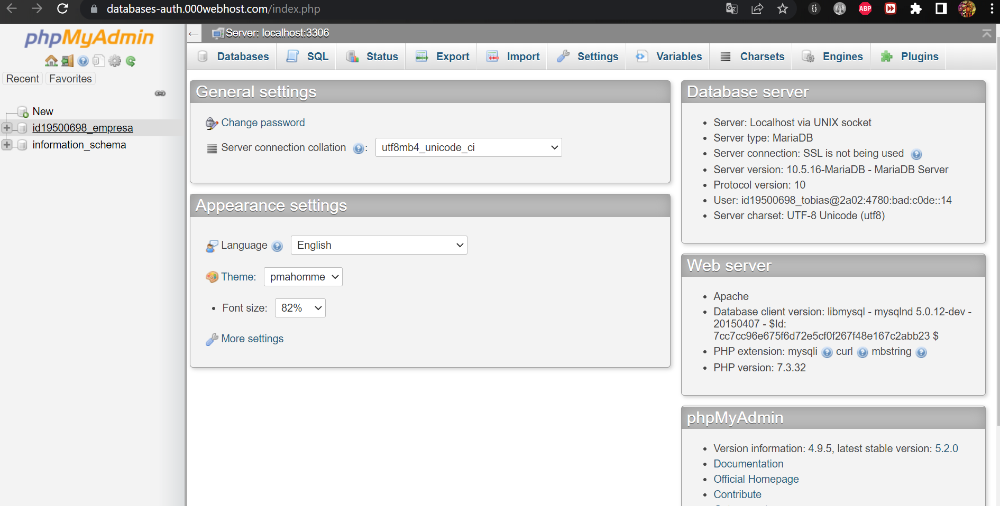 databases-auth.000webhost.com/index.php
ABP
phpMyAdmin
Recent Favorites
New
id19500698_empresa
information_schema
Server: localhost:3306
Databases SQL Status Export Import Settings Variables Charsets Engines Plugins
General settings
Change password
Server connection collation : utf8mb4_unicode_ci
Appearance settings
Language English
Theme: pmahomme
Font size: 82%
More settings
Database server
Server: Localhost via UNIX socket
Server type: MariaDB
Server connection: SSL is not being used
Server version: 10.5.16-MariaDB - MariaDB Server
Protocol version: 10
User: id19500698_tobias@2a02:4780:bad:c0de::14
Server charset: UTF-8 Unicode (utf8)
Web server
Apache
Database client version: libmysql - mysqlnd 5.0.12-dev -
20150407 - $Id:
7cc7cc96e675f6d72e5cf0f267f48e167c2abb23 $
PHP extension: mysqli curl mbstring
PHP version: 7.3.32
phpMyAdmin
Version information: 4.9.5, latest stable version: 5.2.0
Documentation
Official Homepage
Contribute